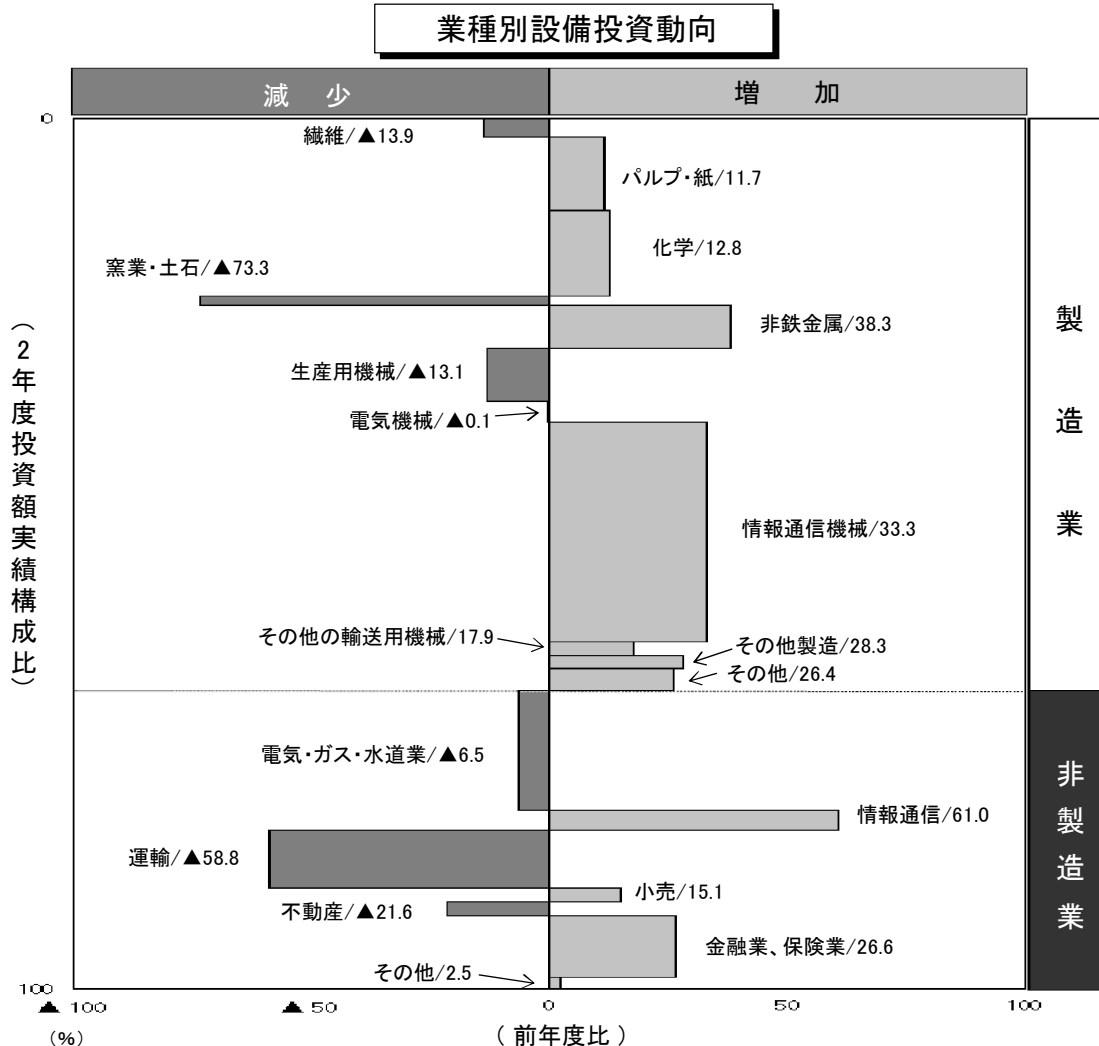 業種別設備投資動向
減 少
増 加
0
繊維/▲13.9
パルプ・紙/11.7
化学/12.8
窯業・土石/▲73.3
非鉄金属/38.3
生産用機械/▲13.1
電気機械/▲0.1
情報通信機械/33.3
その他の輸送用機械/17.9
その他製造/28.3
その他/26.4
電気・ガス・水道業/▲6.5
情報通信/61.0
運輸/▲58.8
小売/15.1
不動産/▲21.6
金融業、保険業/26.6
その他/2.5
(2年度投資額実績構成比)
製造業
非製造業
100
▲ 100
▲ 50
0
50
100
(%)
(前年度比)